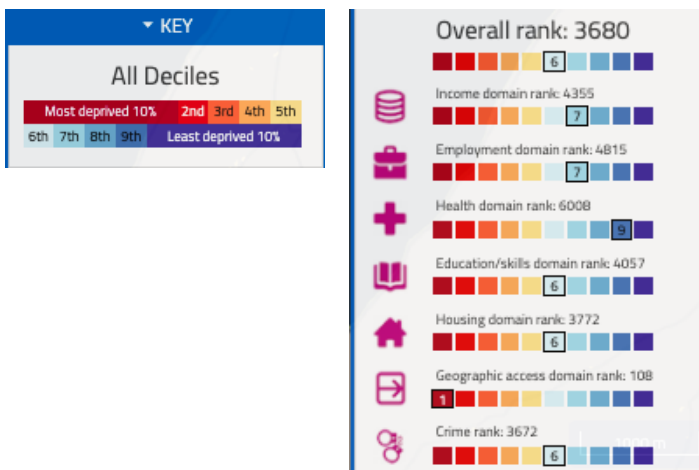 KEY
All Deciles
Most deprived 10% 2nd 3rd 4th 5th
6th 7th 8th 9th Least deprived 10%
Overall rank: 3680
6
Income domain rank: 4355
7
Employment domain rank: 4815
7
Health domain rank: 6008
9
Education/skills domain rank: 4057
6
Housing domain rank: 3772
6
Geographic access domain rank: 108
1
Crime rank: 3672
1000 m
6